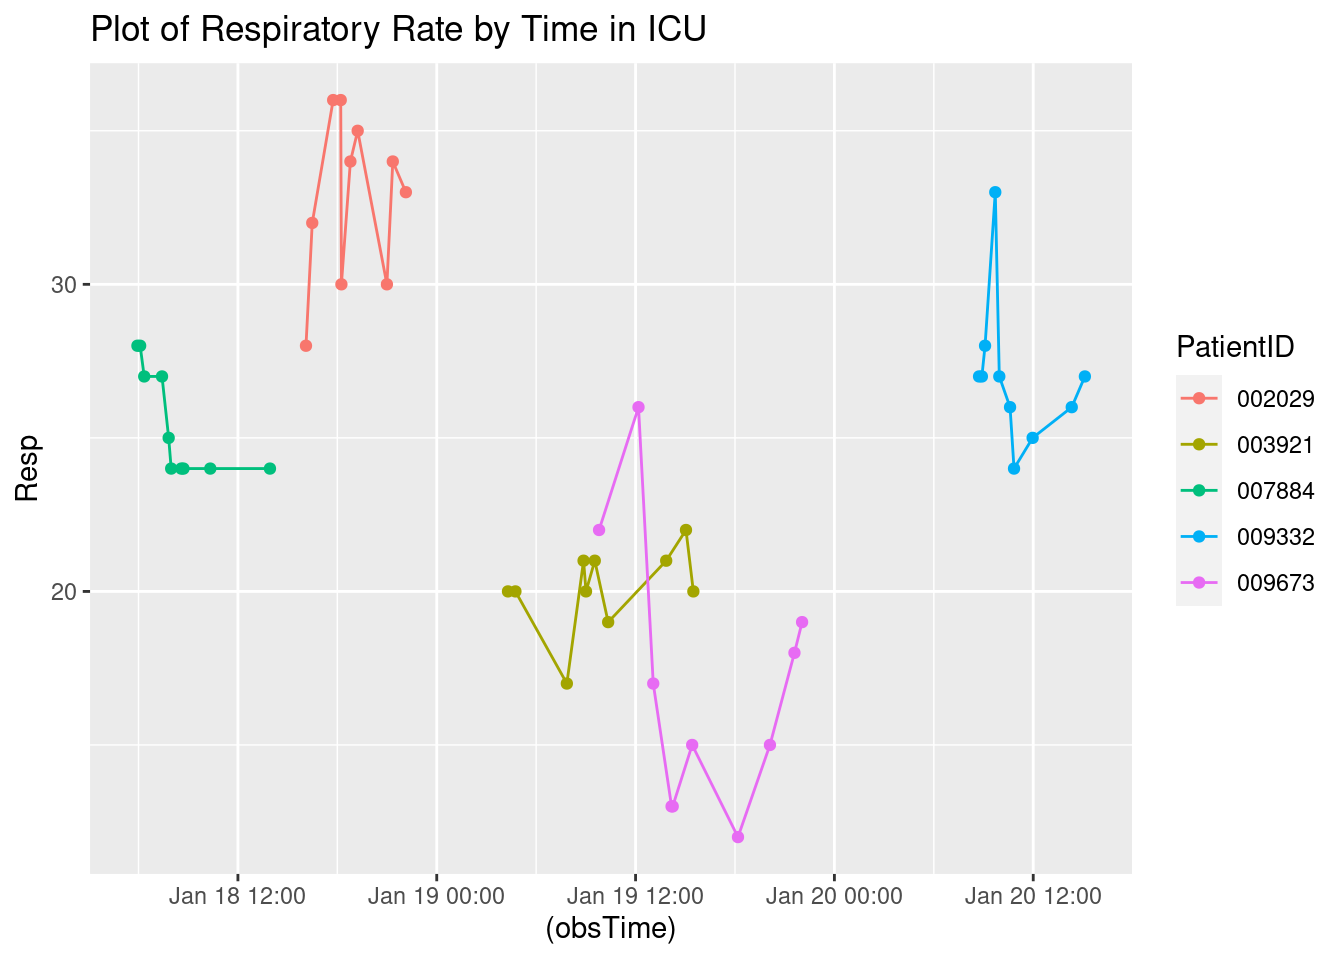 Plot of Respiratory Rate by Time in ICU
Resp
30
20
Jan 18 12:00
Jan 19 00:00
Jan 19 12:00
Jan 20 00:00
Jan 20 12:00
(obsTime)
PatientID
002029
003921
007884
009332
009673